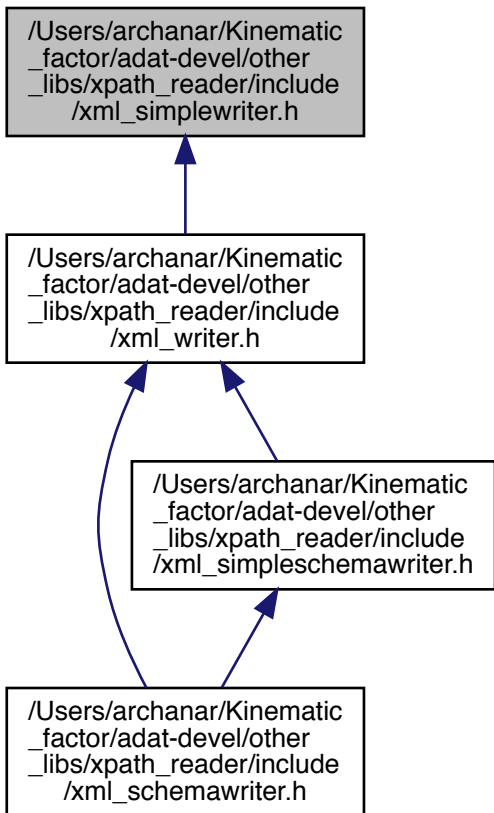 /Users/archanar/Kinematic
_factor/adat-devel/other
_libs/xpath_reader/include
/xml_simplewriter.h
/Users/archanar/Kinematic
_factor/adat-devel/other
_libs/xpath_reader/include
/xml_writer.h
/Users/archanar/Kinematic
_factor/adat-devel/other
_libs/xpath_reader/include
/xml_simpleschemawriter.h
/Users/archanar/Kinematic
_factor/adat-devel/other
_libs/xpath_reader/include
/xml_schemawriter.h